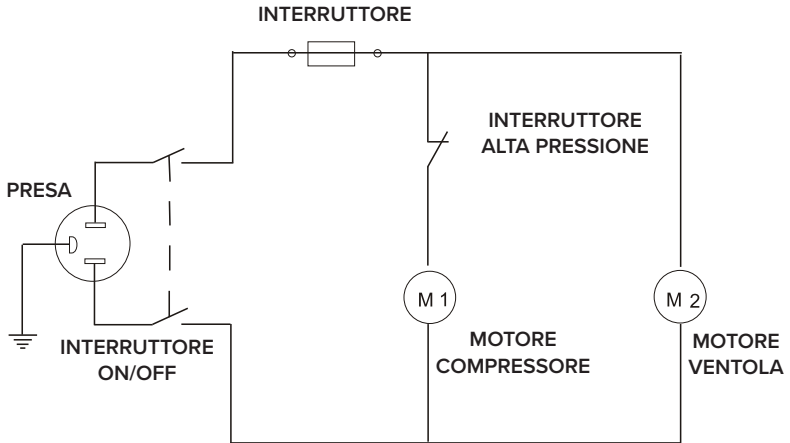 INTERRUTTORE
INTERRUTTORE
ALTA PRESSIONE
PRESA
M 1
M 2
INTERRUTTORE
ON/OFF
MOTORE
COMPRESSORE
MOTORE
VENTOLA